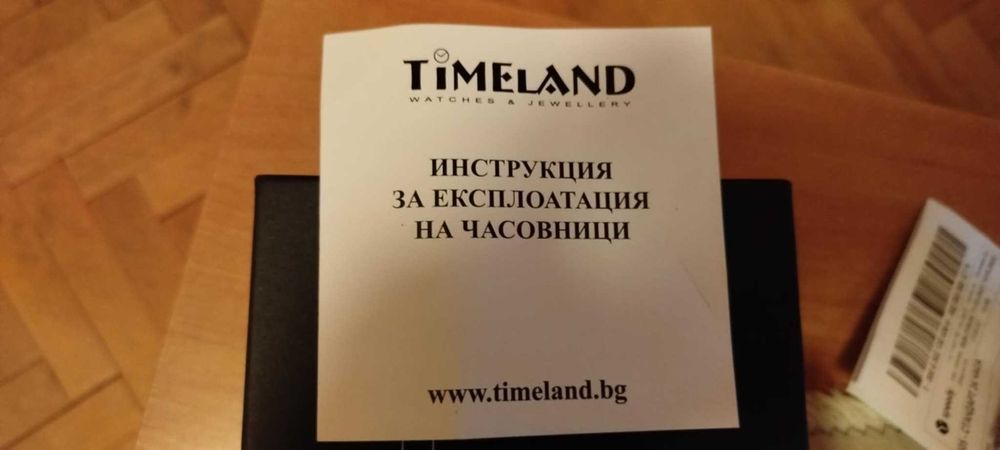 TIMELAND
WATCHES & JEWELLERY
ИНСТРУКЦИЯ
ЗА ЕКСПЛОАТАЦИЯ
НА ЧАСОВНИЦИ
www.timeland.bg